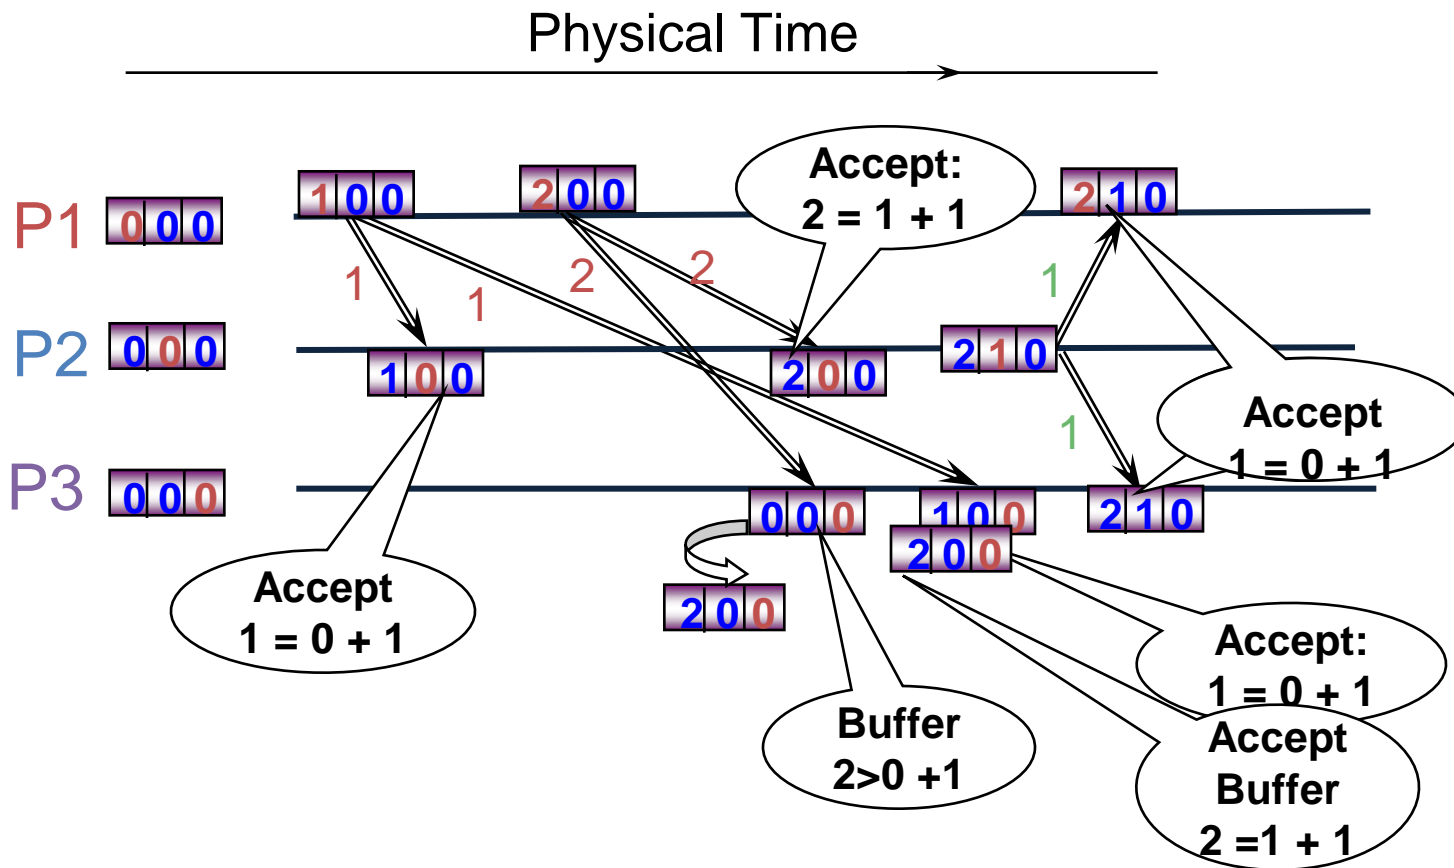 Physical Time
Accept:
2 = 1 + 1
P1
0 0 0
1 0 0
2 0 0
2 1 0
1
1
2
2
1
P2
0 0 0
1 0 0
2 0 0
2 1 0
1
Accept
1 = 0 + 1
P3
0 0 0
0 0 0
1 0 0
2 1 0
2 0 0
2 0 0
Accept
1 = 0 + 1
Buffer
2>0 +1
Accept:
1 = 0 + 1
Accept
Buffer
2 =1 + 1